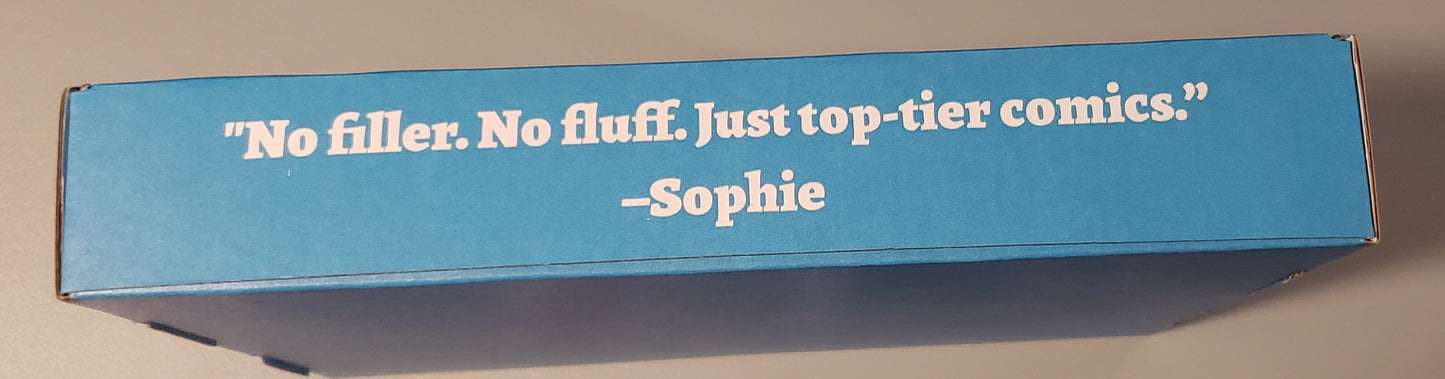 "No filler. No fluff. Just top-tier comics.”
–Sophie